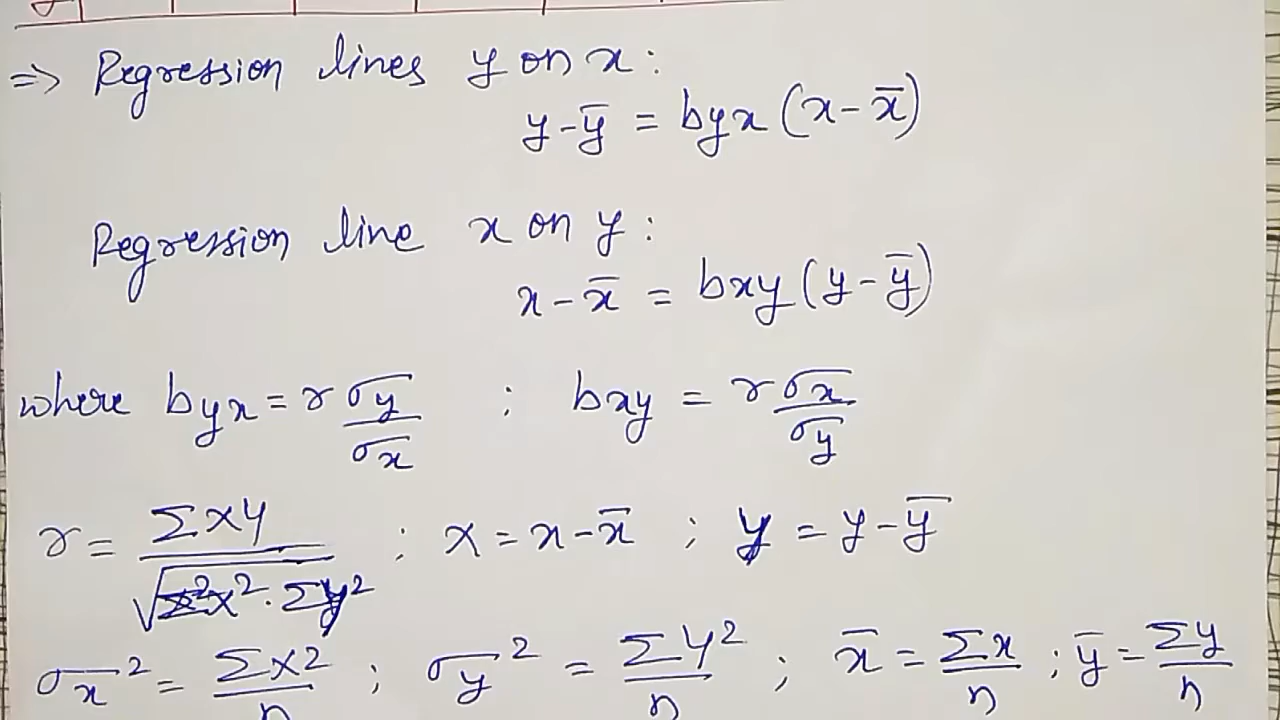 ⇒ Regression lines y on x:
y - ȳ = byx (x - x̄)
Regression line x on y:
x - x̄ = bxy (y - ȳ)
where byx = r σy/σx ; bxy = r σx/σy
r = ΣXY/√(ΣX² · ΣY²) ; X = x - x̄ ; Y = y - ȳ
σx² = ΣX²/n ; σy² = ΣY²/n ; x̄ = Σx/n ; ȳ = Σy/n